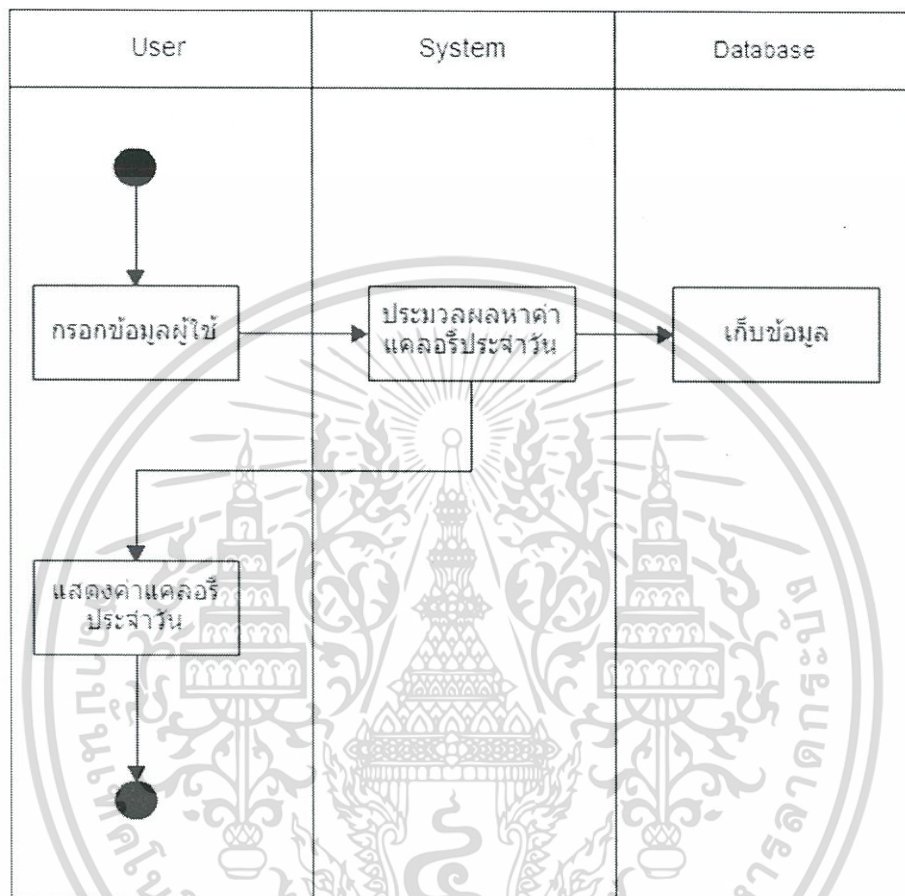 User
System
Database
กรอกข้อมูลผู้ใช้
ประมวลผลหาค่า
แคลอรี่ประจำวัน
เก็บข้อมูล
แสดงค่าแคลอรี่
ประจำวัน